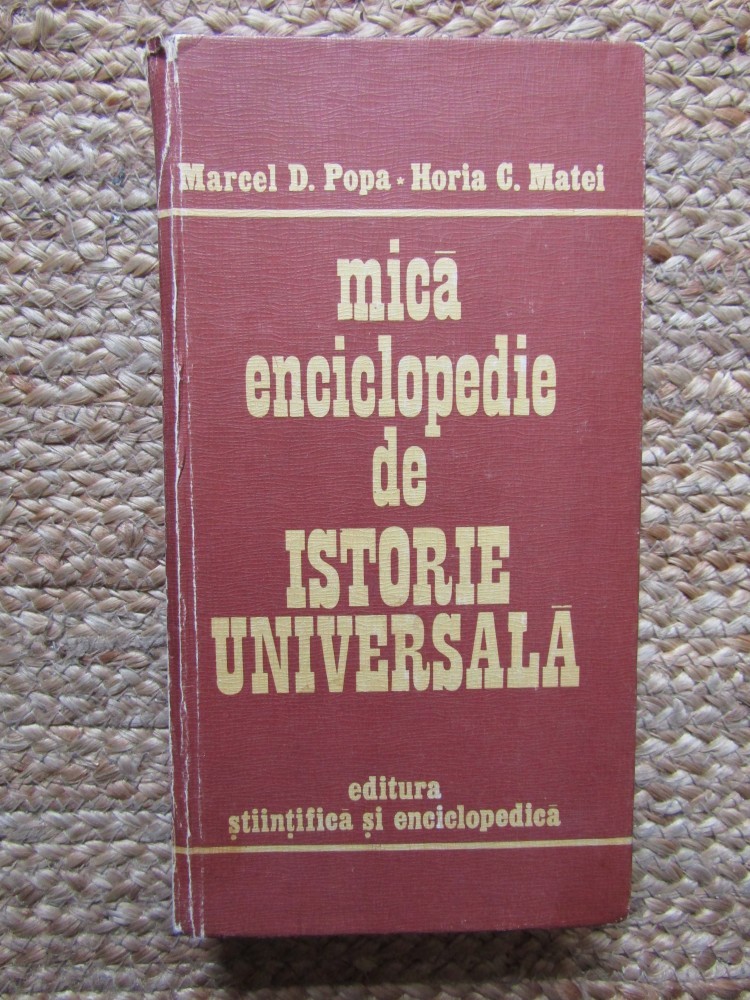 Marcel D. Popa * Horia C. Matei
mică
enciclopedie
de
ISTORIE
UNIVERSALĂ
editura
științifică și enciclopedică